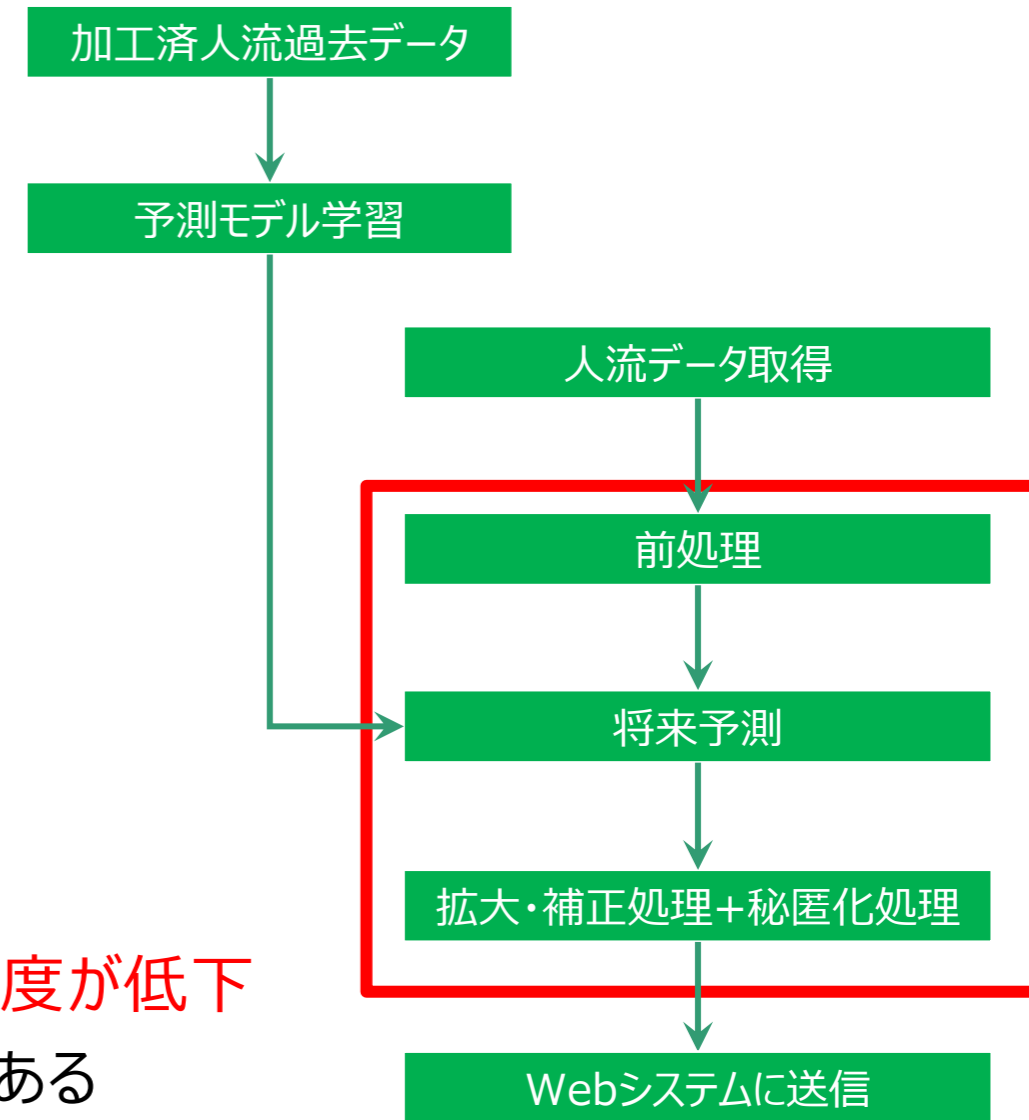 加工済人流過去データ
予測モデル学習
人流データ取得
前処理
将来予測
拡大・補正処理+秘匿化処理
度が低下
ある
Webシステムに送信